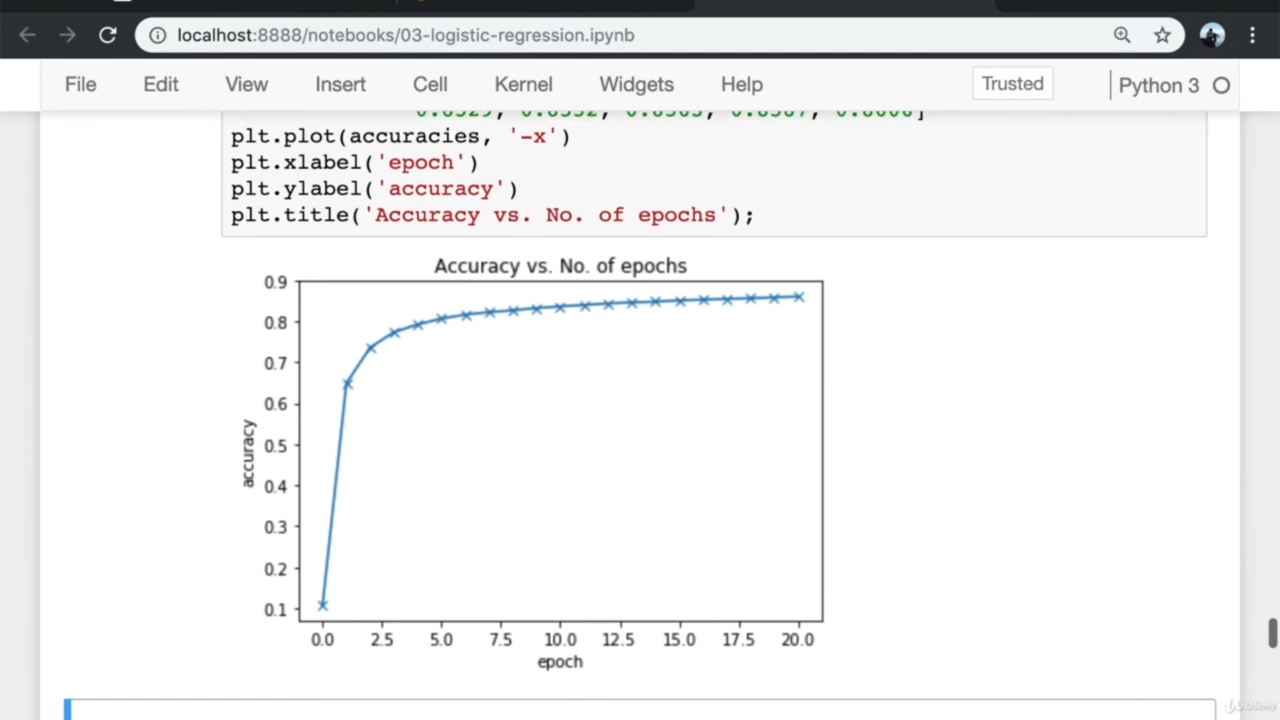 localhost:8888/notebooks/03-logistic-regression.ipynb
File Edit View Insert Cell Kernel Widgets Help Trusted Python 3
plt.plot(accuracies, '-x')
plt.xlabel('epoch')
plt.ylabel('accuracy')
plt.title('Accuracy vs. No. of epochs');
Accuracy vs. No. of epochs
0.9
0.8
0.7
0.6
0.5
0.4
0.3
0.2
0.1
accuracy
0.0 2.5 5.0 7.5 10.0 12.5 15.0 17.5 20.0
epoch
Udemy